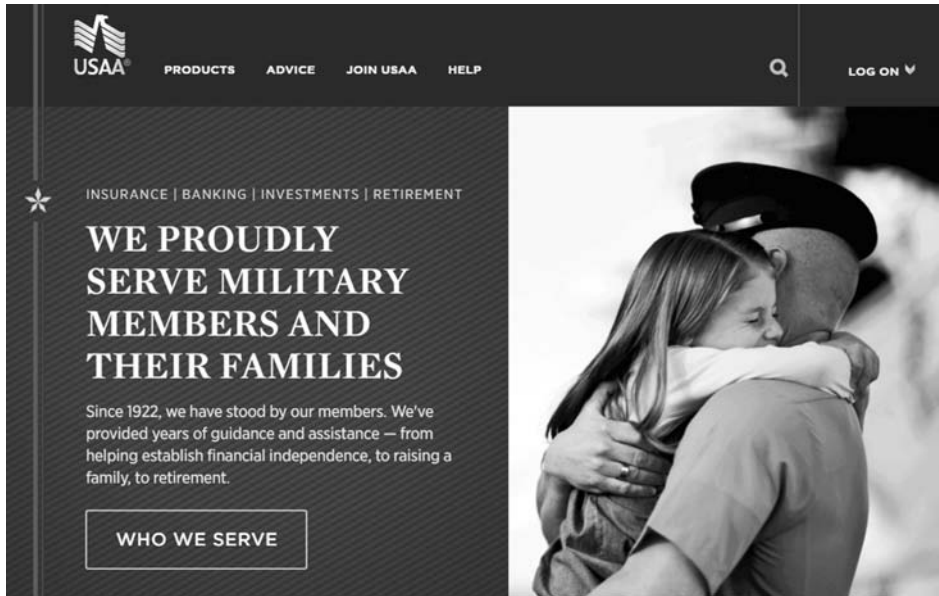 USAA®
PRODUCTS ADVICE JOIN USAA HELP
LOG ON
INSURANCE | BANKING | INVESTMENTS | RETIREMENT
WE PROUDLY
SERVE MILITARY
MEMBERS AND
THEIR FAMILIES
Since 1922, we have stood by our members. We've
provided years of guidance and assistance — from
helping establish financial independence, to raising a
family, to retirement.
WHO WE SERVE